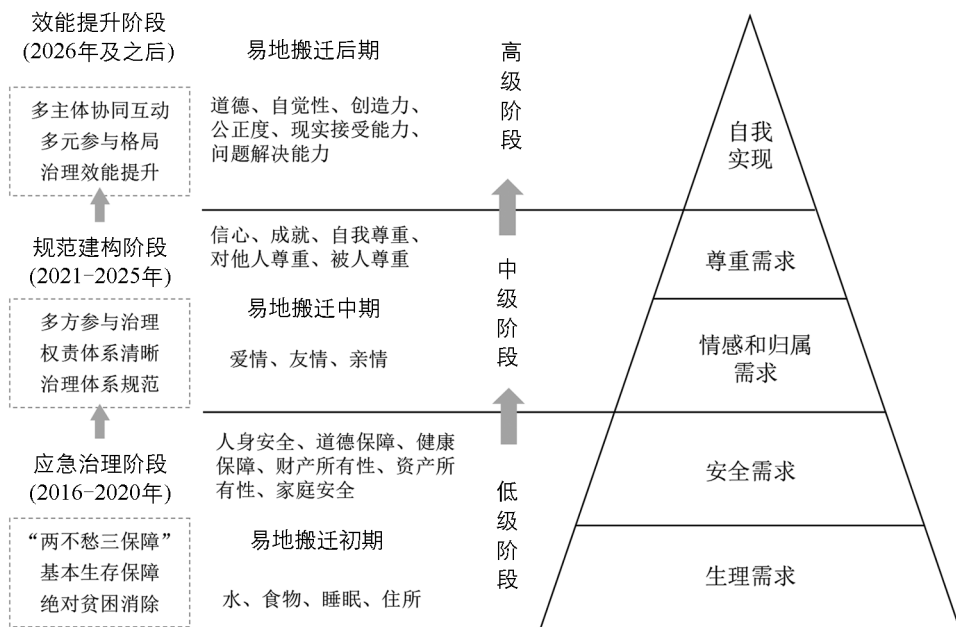 效能提升阶段
(2026年及之后)
多主体协同互动
多元参与格局
治理效能提升
规范建构阶段
(2021-2025年)
多方参与治理
权责体系清晰
治理体系规范
应急治理阶段
(2016-2020年)
“两不愁三保障”
基本生存保障
绝对贫困消除
易地搬迁后期
道德、自觉性、创造力、
公正度、现实接受能力、
问题解决能力
信心、成就、自我尊重、
对他人尊重、被人尊重
易地搬迁中期
爱情、友情、亲情
人身安全、道德保障、健康
保障、财产所有性、资产所
有性、家庭安全
易地搬迁初期
水、食物、睡眠、住所
高级阶段
中级阶段
低级阶段
自我
实现
尊重需求
情感和归属
需求
安全需求
生理需求